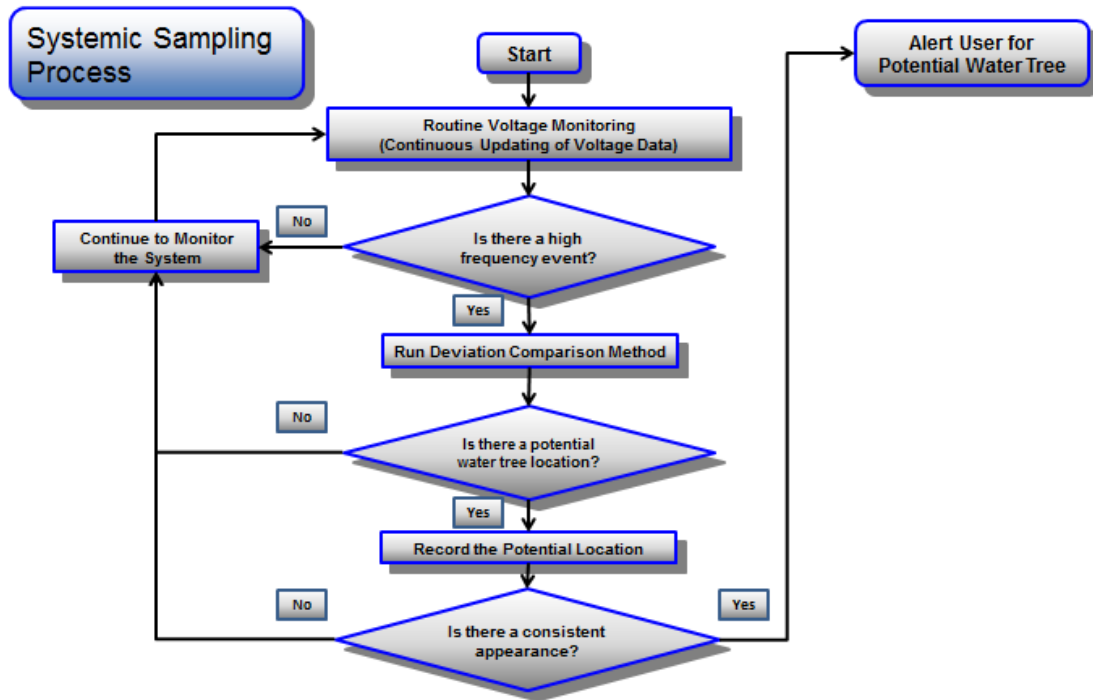 Systemic Sampling
Process
Start
Alert User for
Potential Water Tree
Routine Voltage Monitoring
(Continuous Updating of Voltage Data)
No
Continue to Monitor
the System
Is there a high
frequency event?
Yes
Run Deviation Comparison Method
No
Is there a potential
water tree location?
Yes
Record the Potential Location
No
Yes
Is there a consistent
appearance?